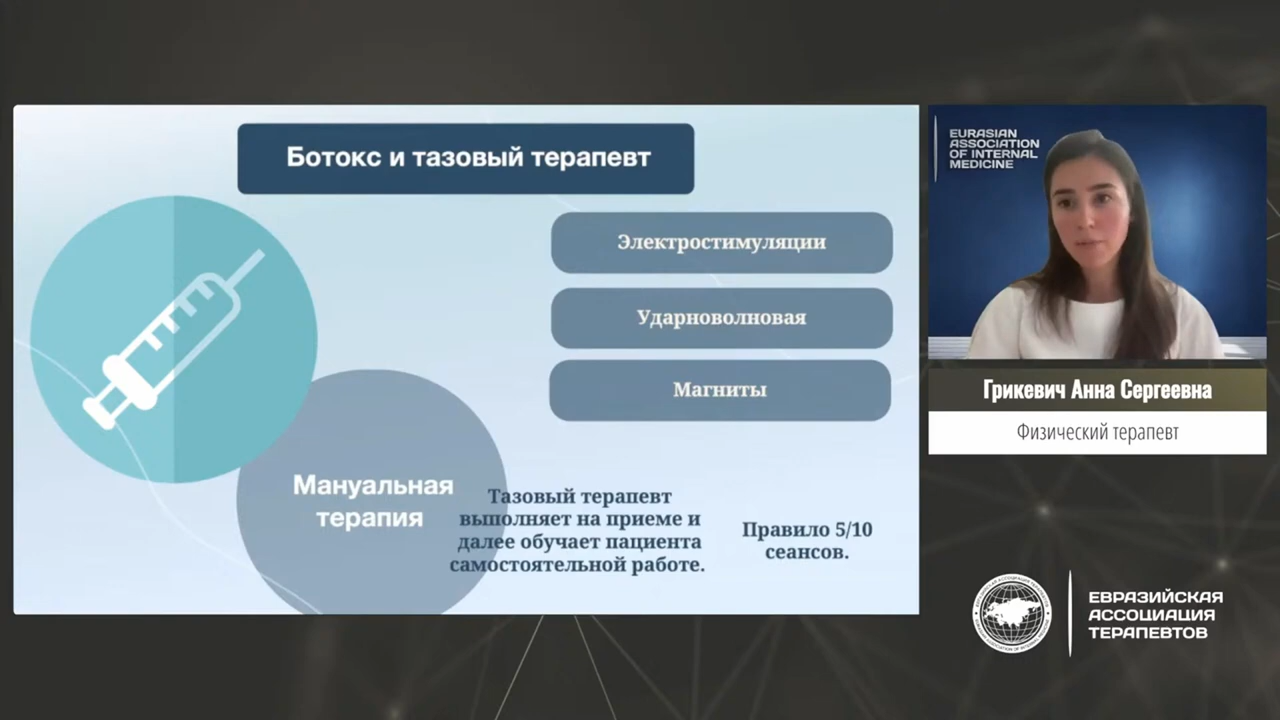 Ботокс и тазовый терапевт
Электростимуляции
Ударноволновая
Магниты
Мануальная
терапия
Тазовый терапевт
выполняет на приеме и
далее обучает пациента
самостоятельной работе.
Правило 5/10
сеансов.
EURASIAN
ASSOCIATION
OF INTERNAL
MEDICINE
Грикевич Анна Сергеевна
Физический терапевт
ЕВРАЗИЙСКАЯ
АССОЦИАЦИЯ
ТЕРАПЕВТОВ